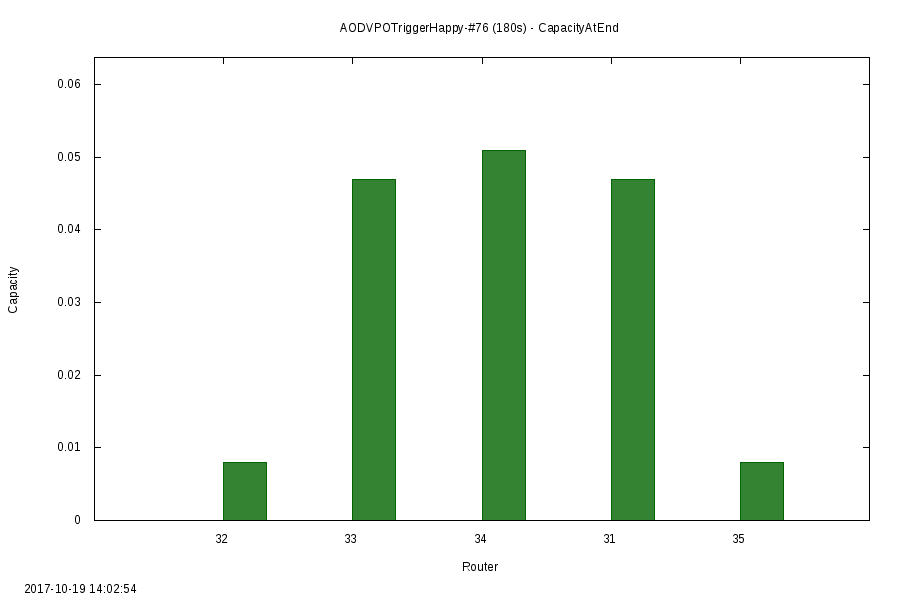 AODVPOTriggerHappy-#76 (180s) - CapacityAtEnd
0.06
0.05
0.04
0.03
0.02
0.01
0
Capacity
32 33 34 31 35
Router
2017-10-19 14:02:54